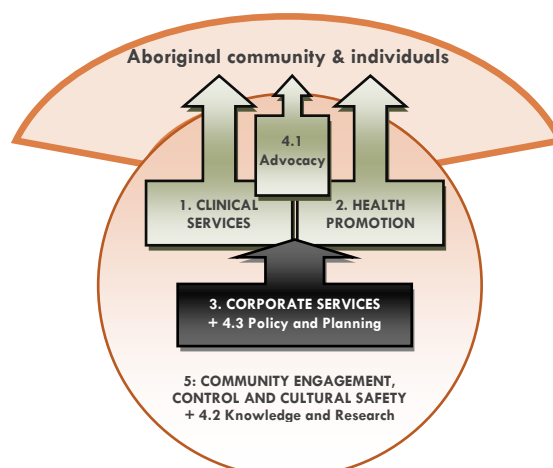 Aboriginal community & individuals
4.1
Advocacy
1. CLINICAL
SERVICES
2. HEALTH
PROMOTION
3. CORPORATE SERVICES
+ 4.3 Policy and Planning
5: COMMUNITY ENGAGEMENT,
CONTROL AND CULTURAL SAFETY
+ 4.2 Knowledge and Research